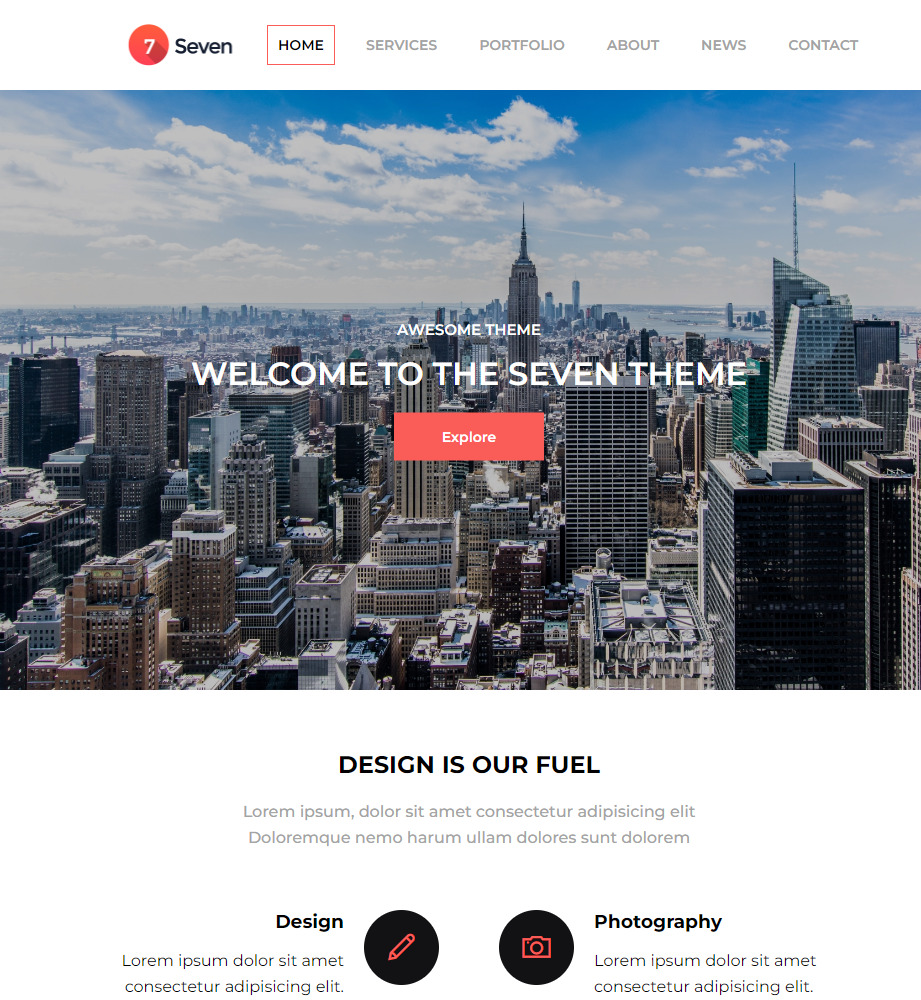 7 Seven
HOME
SERVICES
PORTFOLIO
ABOUT
NEWS
CONTACT
AWESOME THEME
WELCOME TO THE SEVEN THEME
Explore
DESIGN IS OUR FUEL
Lorem ipsum, dolor sit amet consectetur adipisicing elit
Doloremque nemo harum ullam dolores sunt dolorem
Design
Lorem ipsum dolor sit amet
consectetur adipisicing elit.
Photography
Lorem ipsum dolor sit amet
consectetur adipisicing elit.